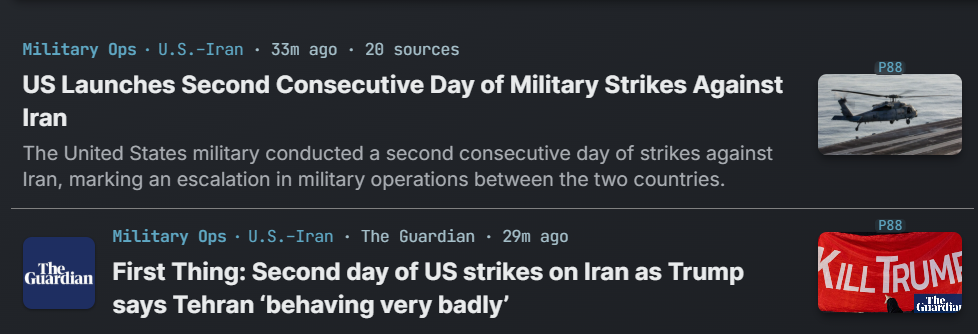 Military Ops · U.S.–Iran · 33m ago · 20 sources
P88
US Launches Second Consecutive Day of Military Strikes Against
Iran
The United States military conducted a second consecutive day of strikes against
Iran, marking an escalation in military operations between the two countries.
Military Ops · U.S.–Iran · The Guardian · 29m ago
P88
The
Guardian
First Thing: Second day of US strikes on Iran as Trump
says Tehran ‘behaving very badly’
KILL TRUMP
The
Guardian